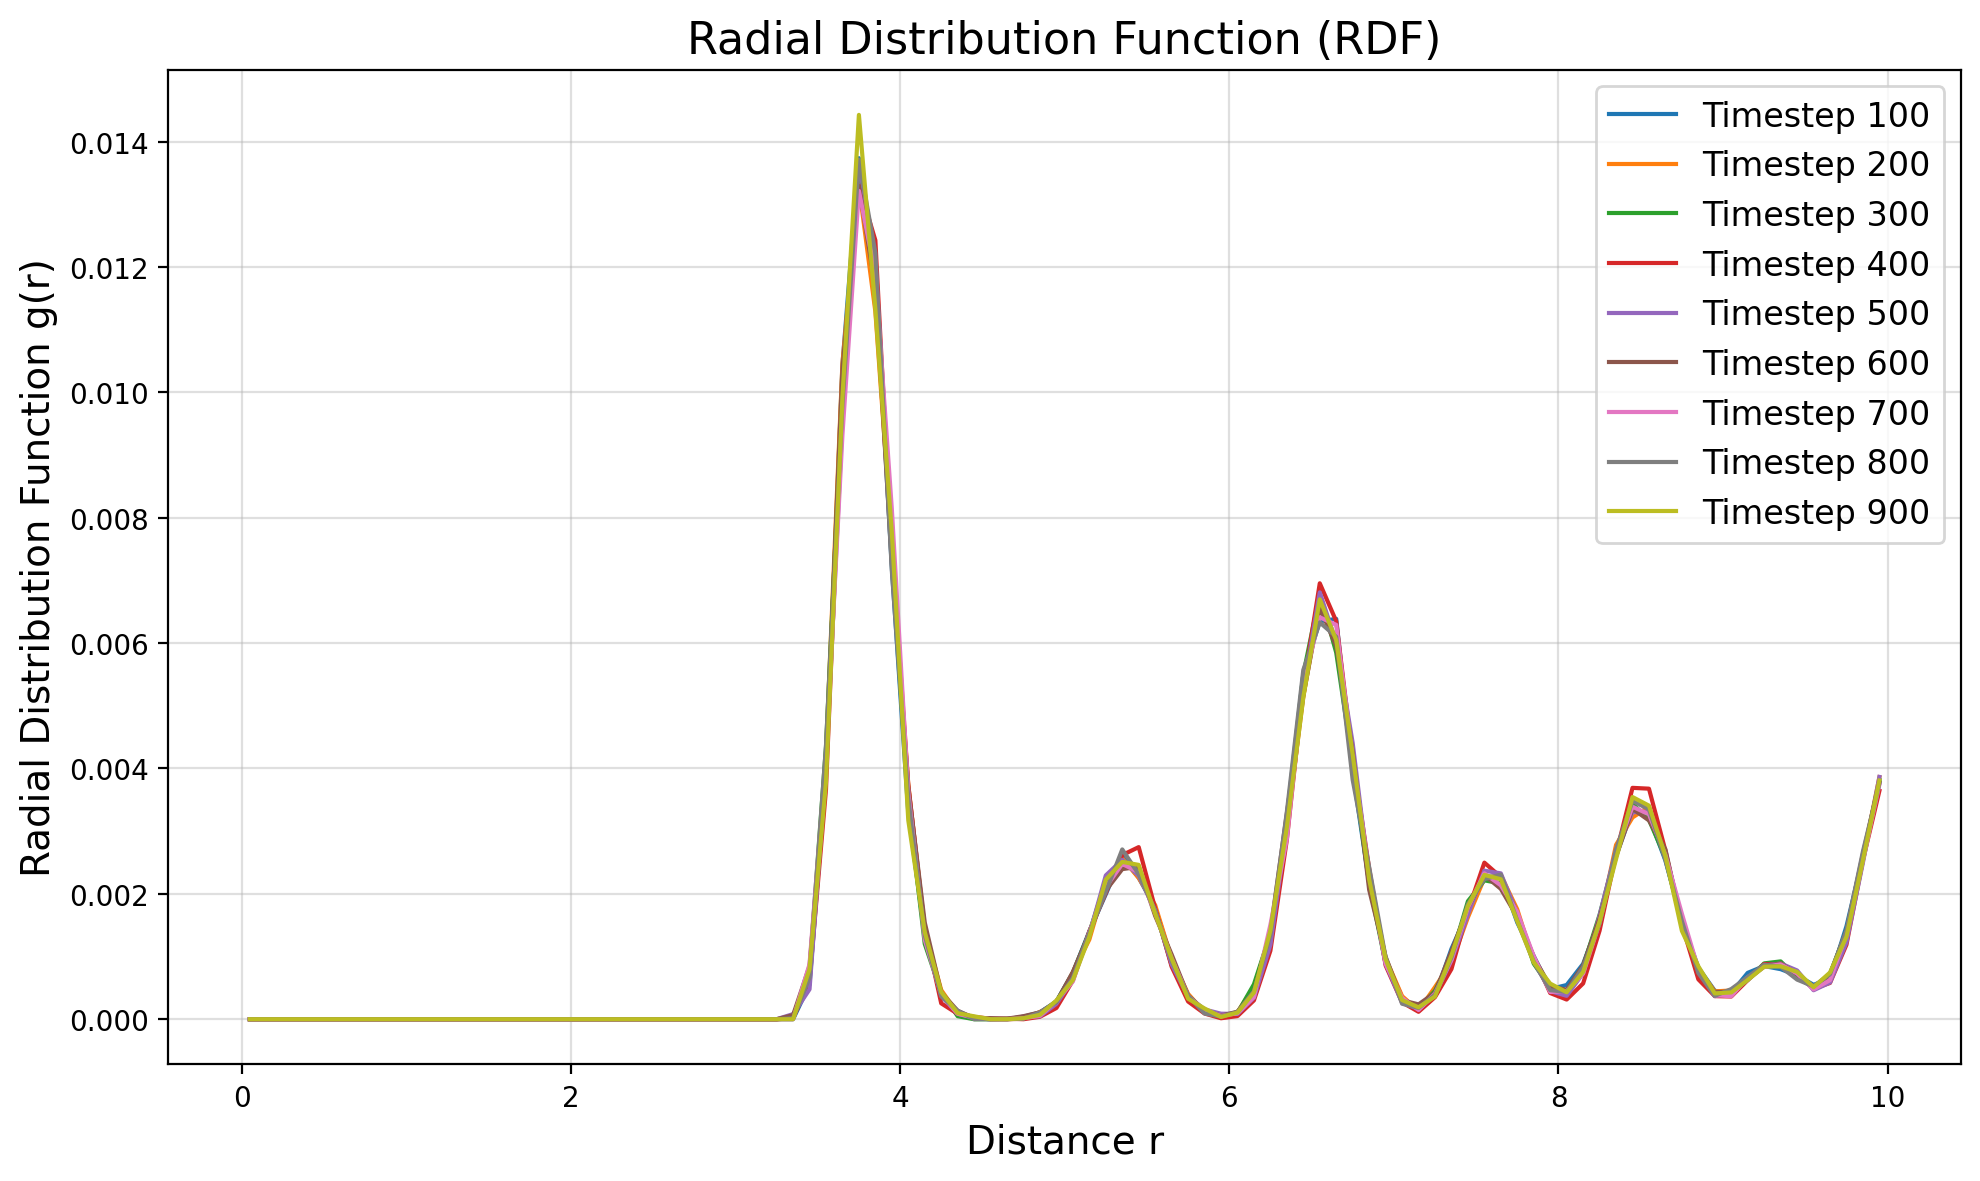 Radial Distribution Function (RDF)
Radial Distribution Function g(r)
0.014
0.012
0.010
0.008
0.006
0.004
0.002
0.000
Timestep 100
Timestep 200
Timestep 300
Timestep 400
Timestep 500
Timestep 600
Timestep 700
Timestep 800
Timestep 900
0 2 4 6 8 10
Distance r